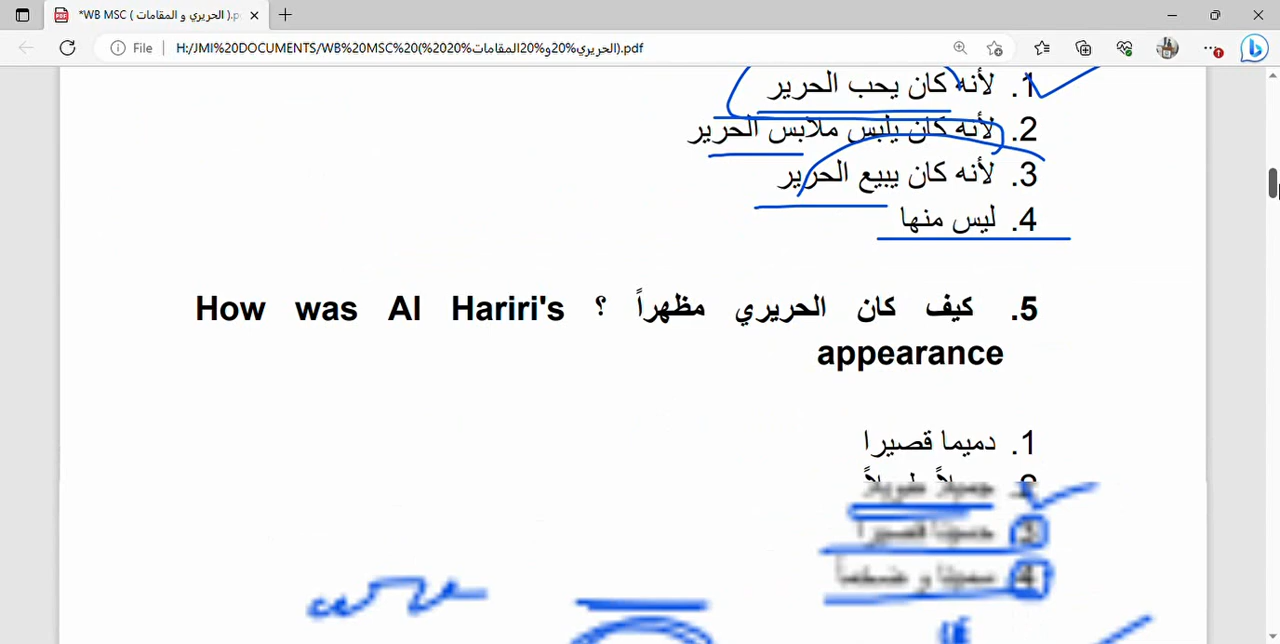 *WB MSC ( الحريري و المقامات ).p
File
H:/JMI%20DOCUMENTS/WB%20MSC%20(%2020%الحريري%20و%20المقامات).pdf
1. لأنه كان يحب الحرير
2. لأنه كان يلبس ملابس الحرير
3. لأنه كان يبيع الحرير
4. ليس منها
5. كيف كان الحريري مظهراً ؟ How was Al Hariri's
appearance
1. دميما قصيرا